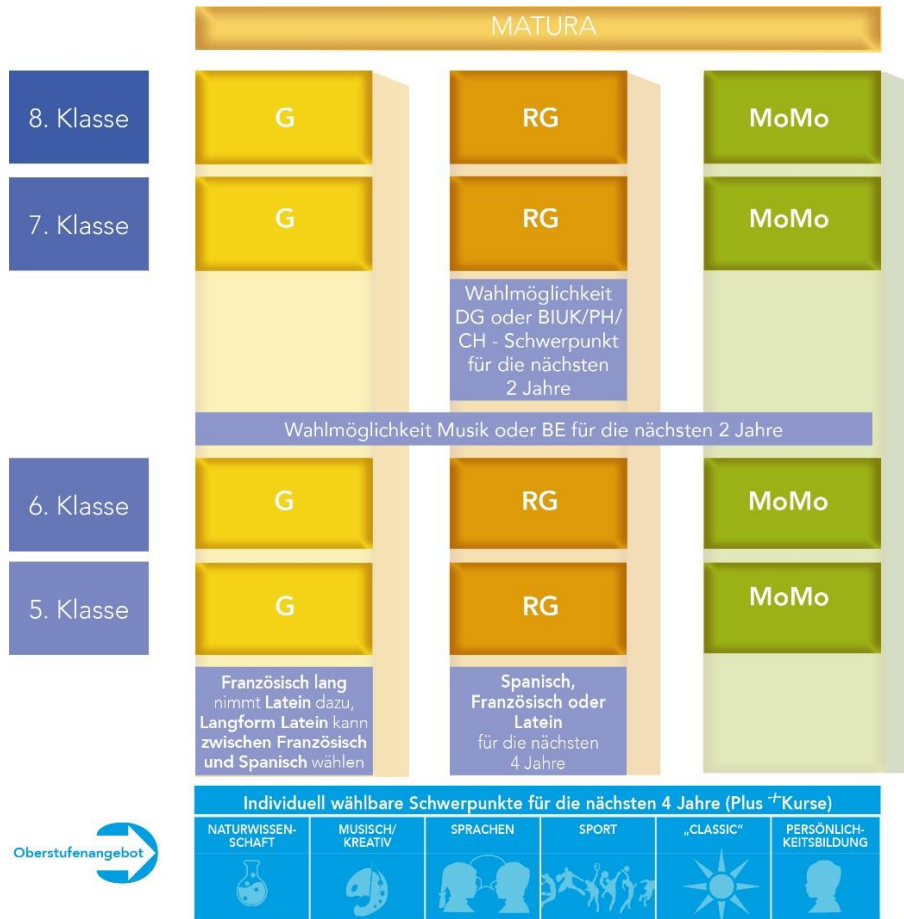 MATURA
8. Klasse
G
RG
MoMo
7. Klasse
G
RG
MoMo
Wahlmöglichkeit
DG oder BIUK/PH/
CH - Schwerpunkt
für die nächsten
2 Jahre
Wahlmöglichkeit Musik oder BE für die nächsten 2 Jahre
6. Klasse
G
RG
MoMo
5. Klasse
G
RG
MoMo
Französisch lang
nimmt Latein dazu,
Langform Latein kann
zwischen Französisch
und Spanisch wählen
Spanisch,
Französisch oder
Latein
für die nächsten
4 Jahre
Oberstufenangebot
Individuell wählbare Schwerpunkte für die nächsten 4 Jahre (Plus +Kurse)
NATURWISSEN-
SCHAFT
MUSISCH/
KREATIV
SPRACHEN
SPORT
„CLASSIC"
PERSÖNLICH-
KEITSBILDUNG